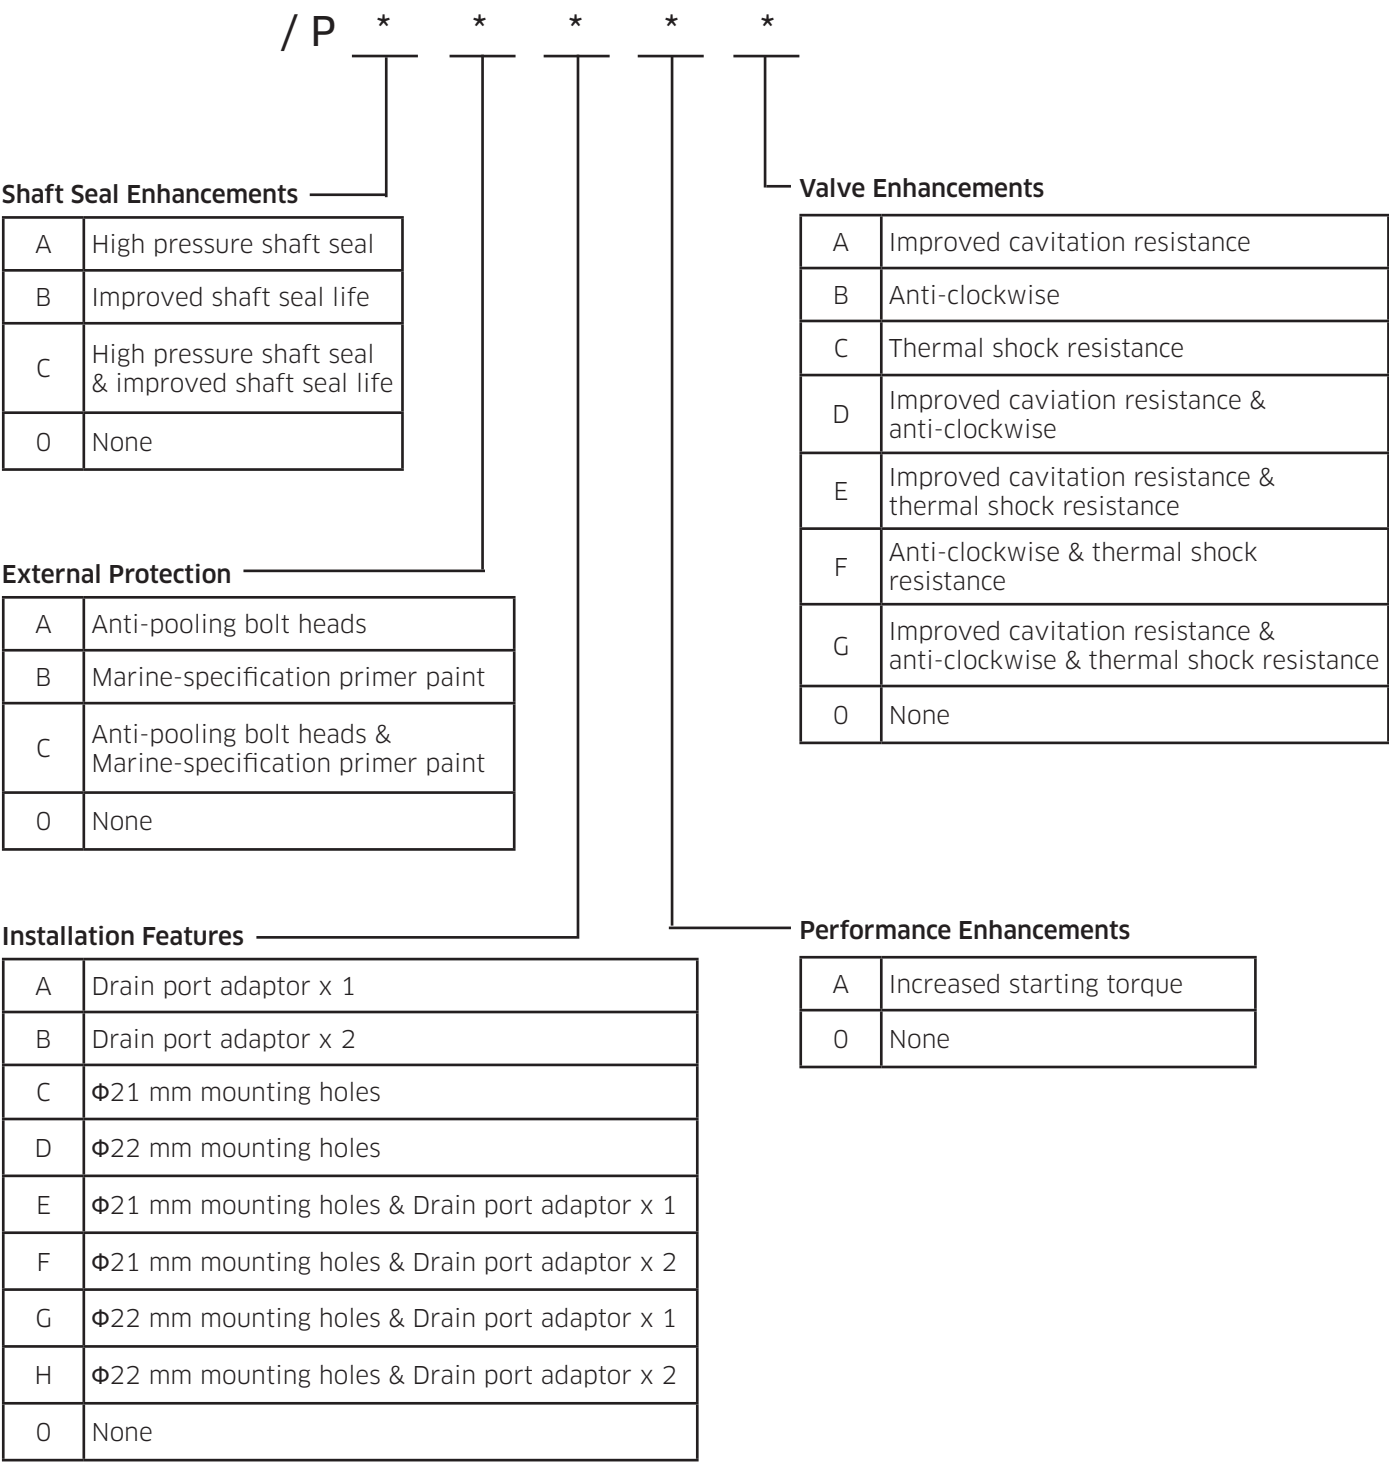 / P * * * * *
Shaft Seal Enhancements
A High pressure shaft seal
B Improved shaft seal life
C High pressure shaft seal
& improved shaft seal life
0 None
External Protection
A Anti-pooling bolt heads
B Marine-specification primer paint
C Anti-pooling bolt heads &
Marine-specification primer paint
0 None
Installation Features
A Drain port adaptor x 1
B Drain port adaptor x 2
C Φ21 mm mounting holes
D Φ22 mm mounting holes
E Φ21 mm mounting holes & Drain port adaptor x 1
F Φ21 mm mounting holes & Drain port adaptor x 2
G Φ22 mm mounting holes & Drain port adaptor x 1
H Φ22 mm mounting holes & Drain port adaptor x 2
0 None
Valve Enhancements
A Improved cavitation resistance
B Anti-clockwise
C Thermal shock resistance
D Improved caviation resistance &
anti-clockwise
E Improved cavitation resistance &
thermal shock resistance
F Anti-clockwise & thermal shock
resistance
G Improved cavitation resistance &
anti-clockwise & thermal shock resistance
0 None
Performance Enhancements
A Increased starting torque
0 None